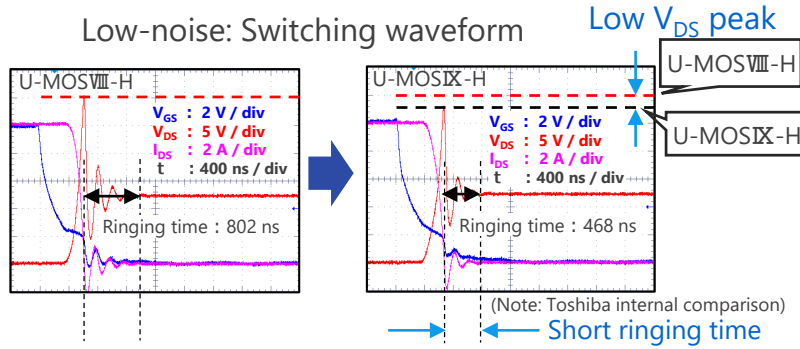 Low-noise: Switching waveform
Low VDS peak
U-MOSⅧ-H
VGS : 2 V / div
VDS : 5 V / div
IDS : 2 A / div
t : 400 ns / div
Ringing time：802 ns
U-MOSⅨ-H
VGS : 2 V / div
VDS : 5 V / div
IDS : 2 A / div
t : 400 ns / div
Ringing time：468 ns
U-MOSⅧ-H
U-MOSⅨ-H
(Note: Toshiba internal comparison)
Short ringing time